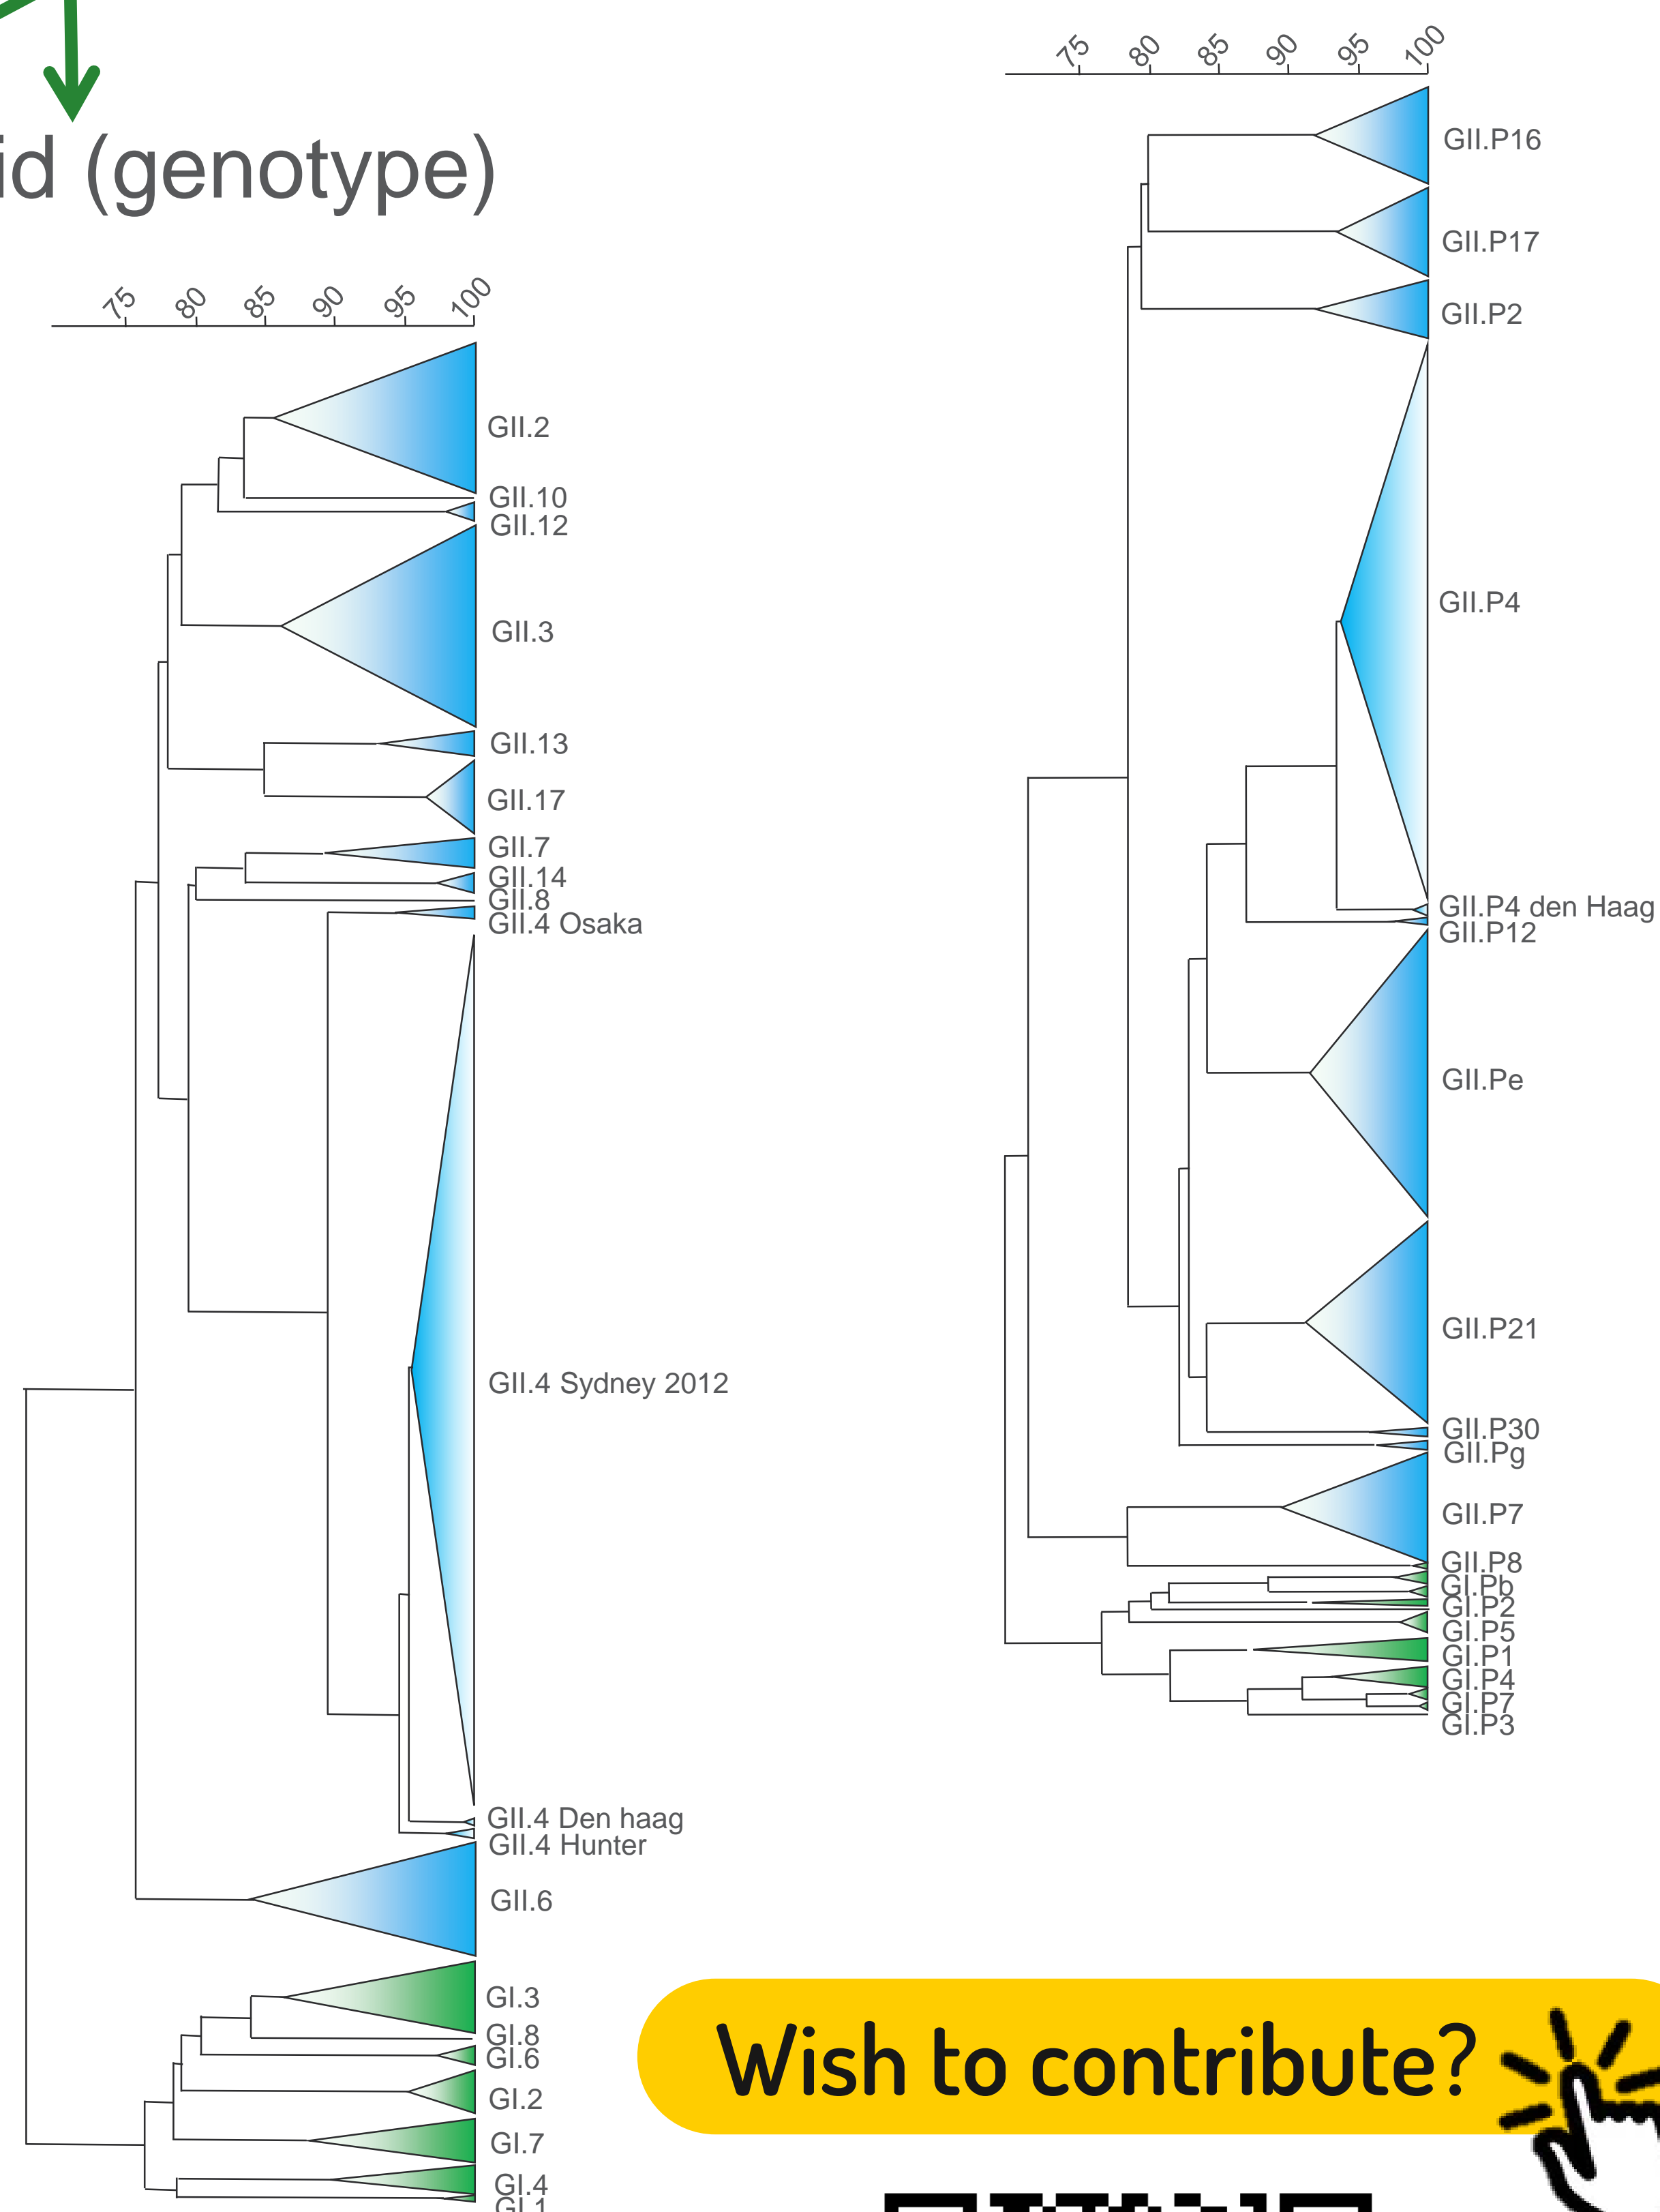 id (genotype)
75 80 85 90 95 100
GII.2
GII.10
GII.12
GII.3
GII.13
GII.17
GII.7
GII.14
GII.8
GII.4 Osaka
GII.4 Sydney 2012
GII.4 Den haag
GII.4 Hunter
GII.6
GI.3
GI.8
GI.6
GI.2
GI.7
GI.4
GI.1
75 80 85 90 95 100
GII.P16
GII.P17
GII.P2
GII.P4
GII.P4 den Haag
GII.P12
GII.Pe
GII.P21
GII.P30
GII.Pg
GII.P7
GII.P8
GI.Pb
GI.P2
GI.P5
GI.P1
GI.P4
GI.P7
GI.P3
Wish to contribute?